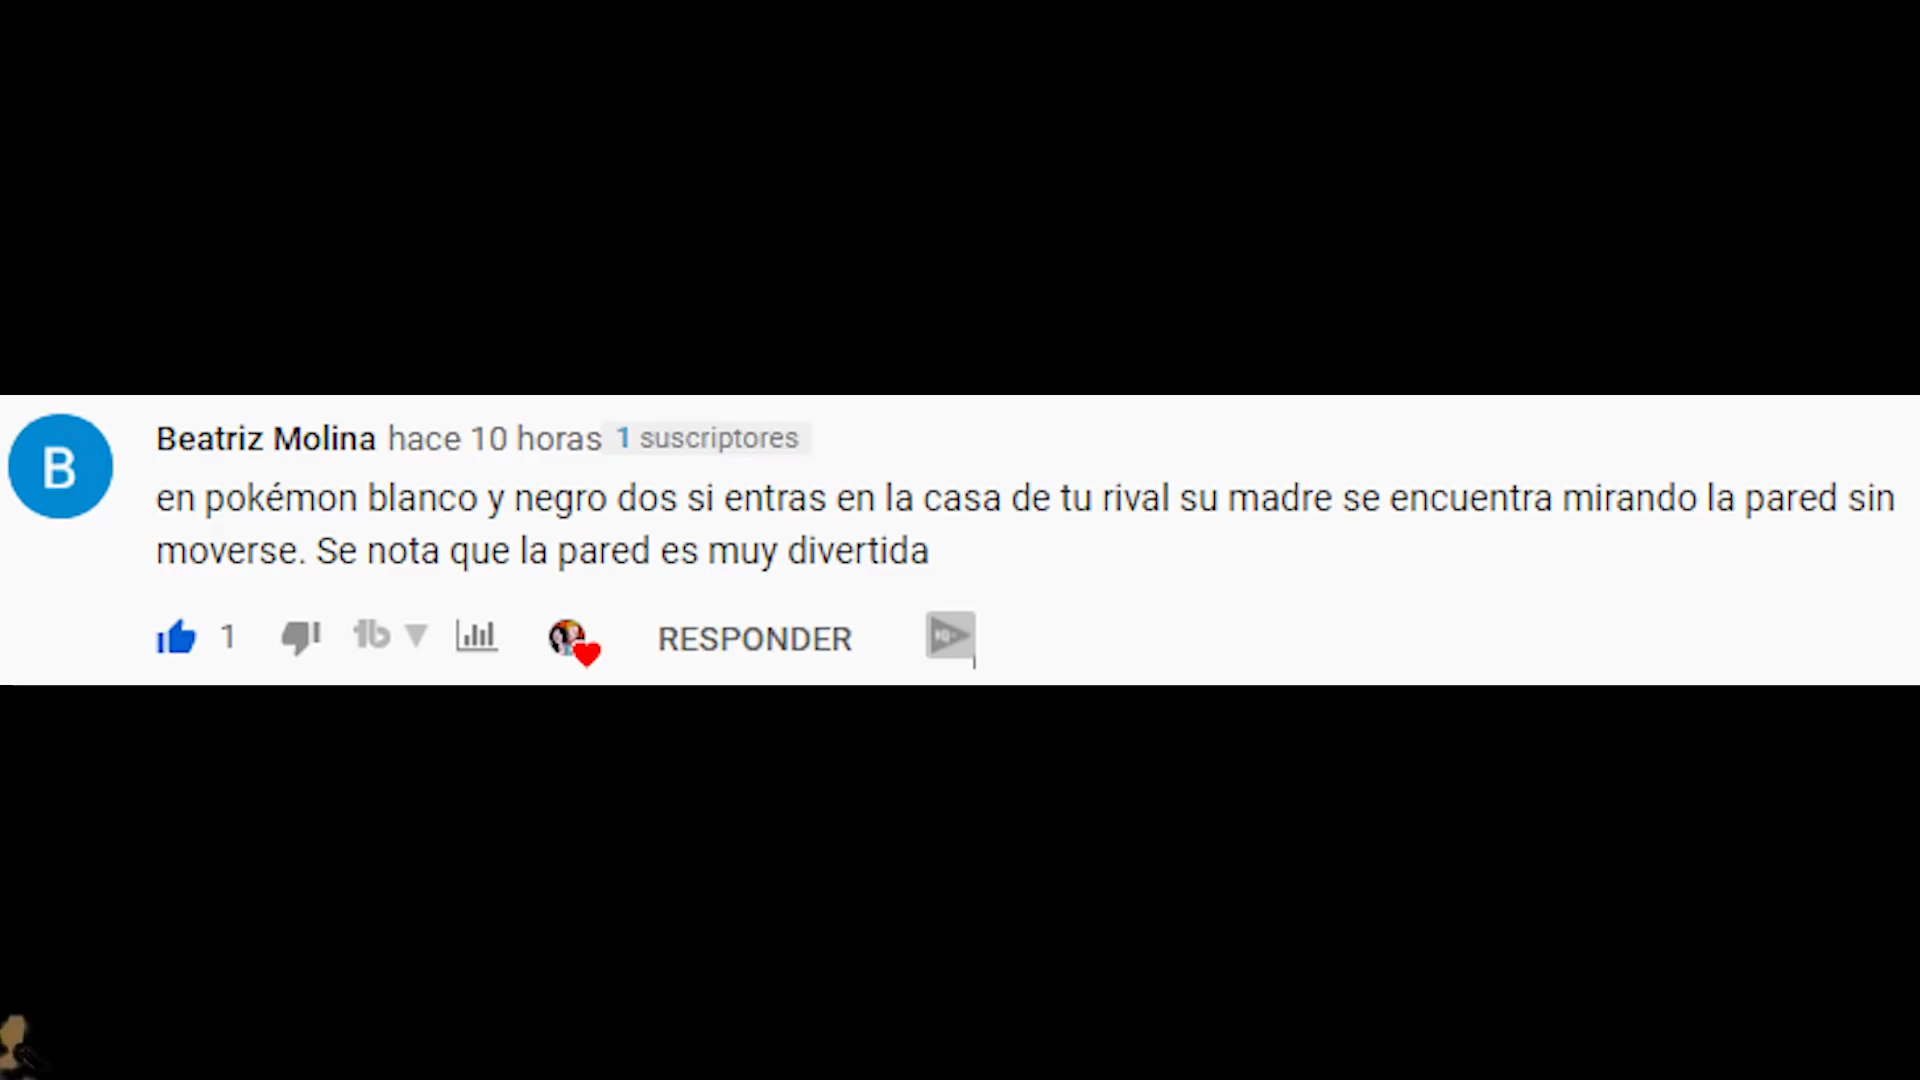 B
Beatriz Molina hace 10 horas 1 suscriptores
en pokémon blanco y negro dos si entras en la casa de tu rival su madre se encuentra mirando la pared sin
moverse. Se nota que la pared es muy divertida
1 RESPONDER